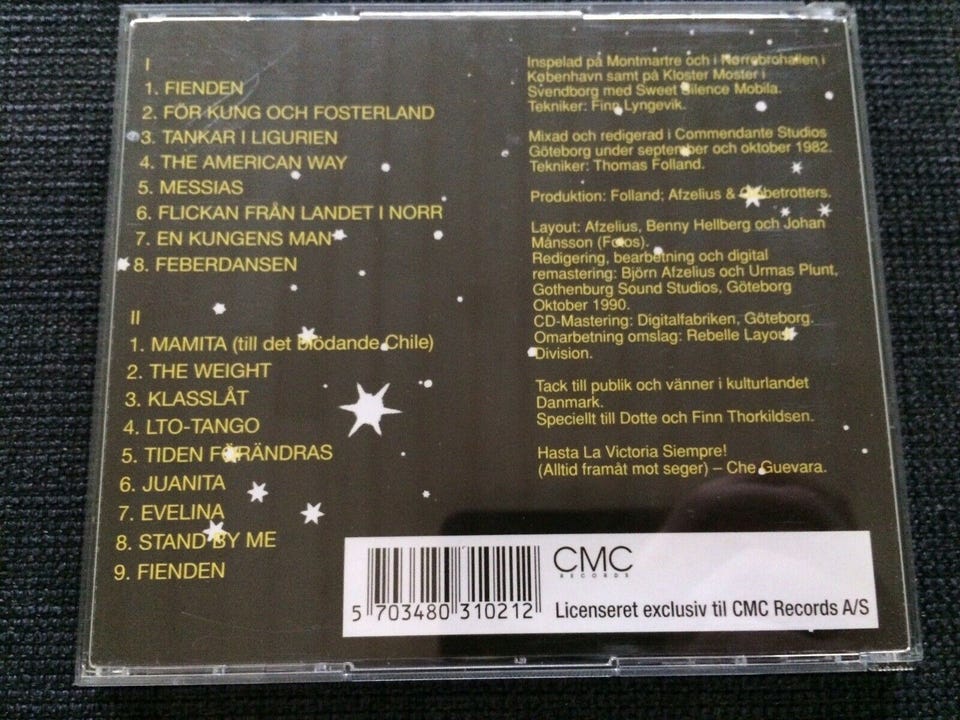 I
1. FIENDEN
2. FÖR KUNG OCH FOSTERLAND
3. TANKAR I LIGURIEN
4. THE AMERICAN WAY
5. MESSIAS
6. FLICKAN FRÅN LANDET I NORR
7. EN KUNGENS MAN
8. FEBERDANSEN
II
1. MAMITA (till det blödande Chile)
2. THE WEIGHT
3. KLASSLÅT
4. LTO-TANGO
5. TIDEN FÖRÄNDRAS
6. JUANITA
7. EVELINA
8. STAND BY ME
9. FIENDEN
Inspelad på Montmartre och i Nørrebrohallen i
København samt på Kloster Moster i
Svendborg med Sweet Silence Mobila.
Tekniker: Finn Lyngevik.
Mixad och redigerad i Commendante Studios
Göteborg under september och oktober 1982.
Tekniker: Thomas Folland.
Produktion: Folland; Afzelius & Globetrotters.
Layout: Afzelius, Benny Hellberg och Johan
Månsson (Fotos).
Redigering, bearbetning och digital
remastering: Björn Afzelius och Urmas Plunt,
Gothenburg Sound Studios, Göteborg
Oktober 1990.
CD-Mastering: Digitalfabriken, Göteborg.
Omarbetning omslag: Rebelle Layout
Division.
Tack till publik och vänner i kulturlandet
Danmark.
Speciellt till Dotte och Finn Thorkildsen.
Hasta La Victoria Siempre!
(Alltid framåt mot seger) – Che Guevara.
CMC
RECORDS
5 703480 310212
Licenseret exclusiv til CMC Records A/S